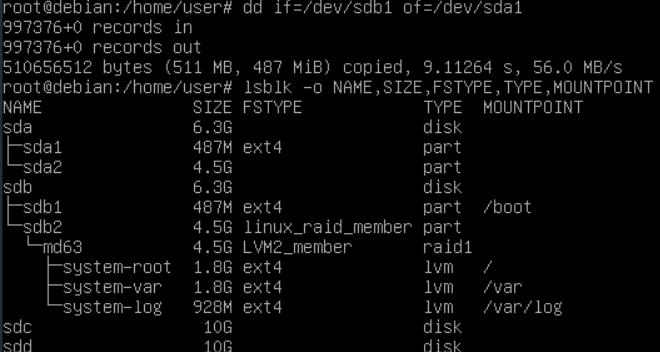 root@debian:/home/user# dd if=/dev/sdb1 of=/dev/sda1
997376+0 records in
997376+0 records out
510656512 bytes (511 MB, 487 MiB) copied, 9.11264 s, 56.0 MB/s
root@debian:/home/user# lsblk -o NAME,SIZE,FSTYPE,TYPE,MOUNTPOINT
NAME                SIZE FSTYPE            TYPE  MOUNTPOINT
sda                 6.3G                   disk
├─sda1              487M ext4              part
└─sda2              4.5G                   part
sdb                 6.3G                   disk
├─sdb1              487M ext4              part  /boot
└─sdb2              4.5G linux_raid_member part
  └─md63            4.5G LVM2_member       raid1
    ├─system-root   1.8G ext4              lvm   /
    ├─system-var    1.8G ext4              lvm   /var
    └─system-log    928M ext4              lvm   /var/log
sdc                  10G                   disk
sdd                  10G                   disk